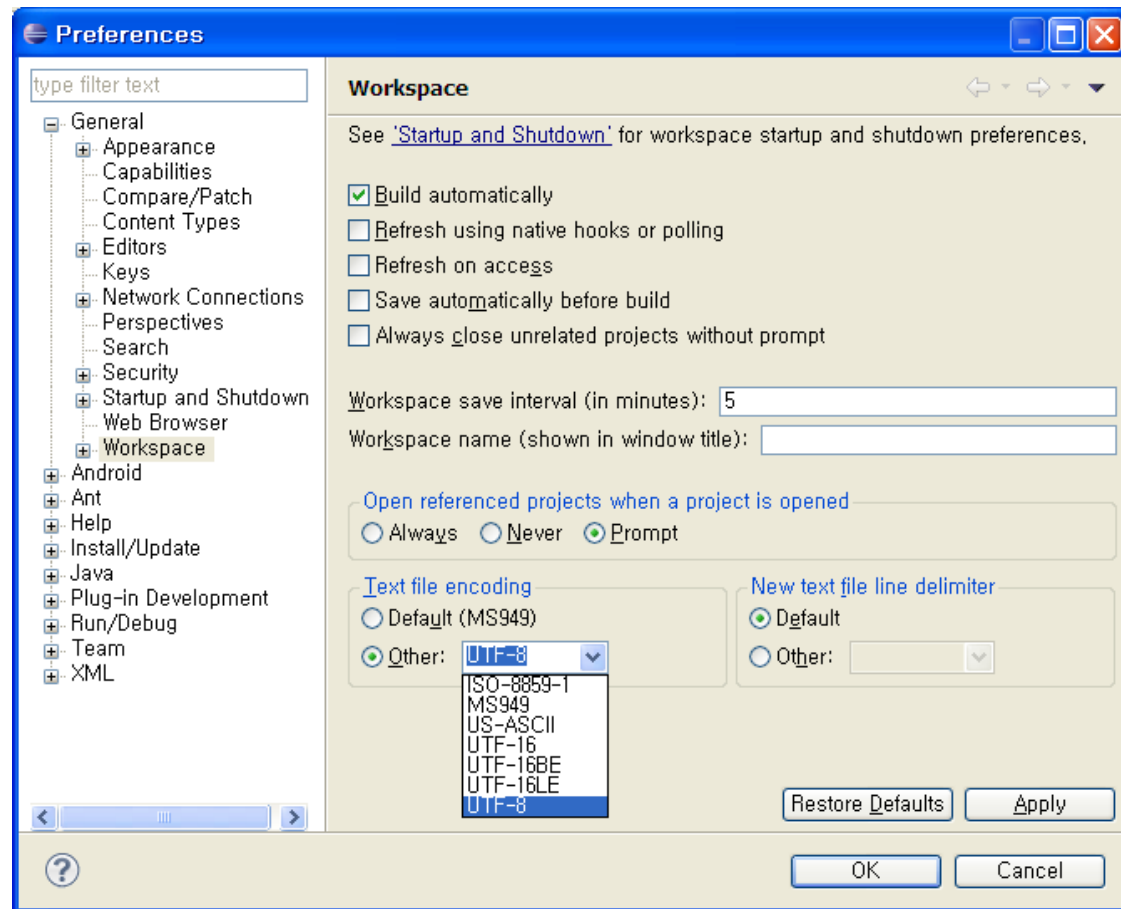 Preferences
type filter text
General
Appearance
Capabilities
Compare/Patch
Content Types
Editors
Keys
Network Connections
Perspectives
Search
Security
Startup and Shutdown
Web Browser
Workspace
Android
Ant
Help
Install/Update
Java
Plug-in Development
Run/Debug
Team
XML
Workspace
See 'Startup and Shutdown' for workspace startup and shutdown preferences.
Build automatically
Refresh using native hooks or polling
Refresh on access
Save automatically before build
Always close unrelated projects without prompt
Workspace save interval (in minutes): 5
Workspace name (shown in window title):
Open referenced projects when a project is opened
Always Never Prompt
Text file encoding
Default (MS949)
Other: UTF-8
ISO-8859-1
MS949
US-ASCII
UTF-16
UTF-16BE
UTF-16LE
UTF-8
New text file line delimiter
Default
Other:
Restore Defaults Apply
? OK Cancel